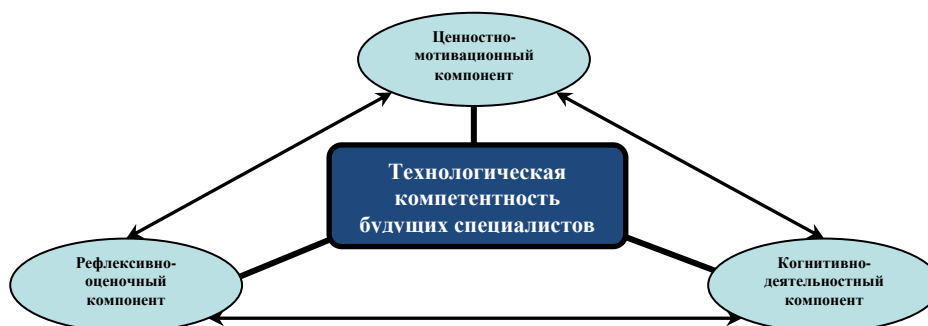 Ценностно-
мотивационный
компонент
Технологическая
компетентность
будущих специалистов
Рефлексивно-
оценочный
компонент
Когнитивно-
деятельностный
компонент